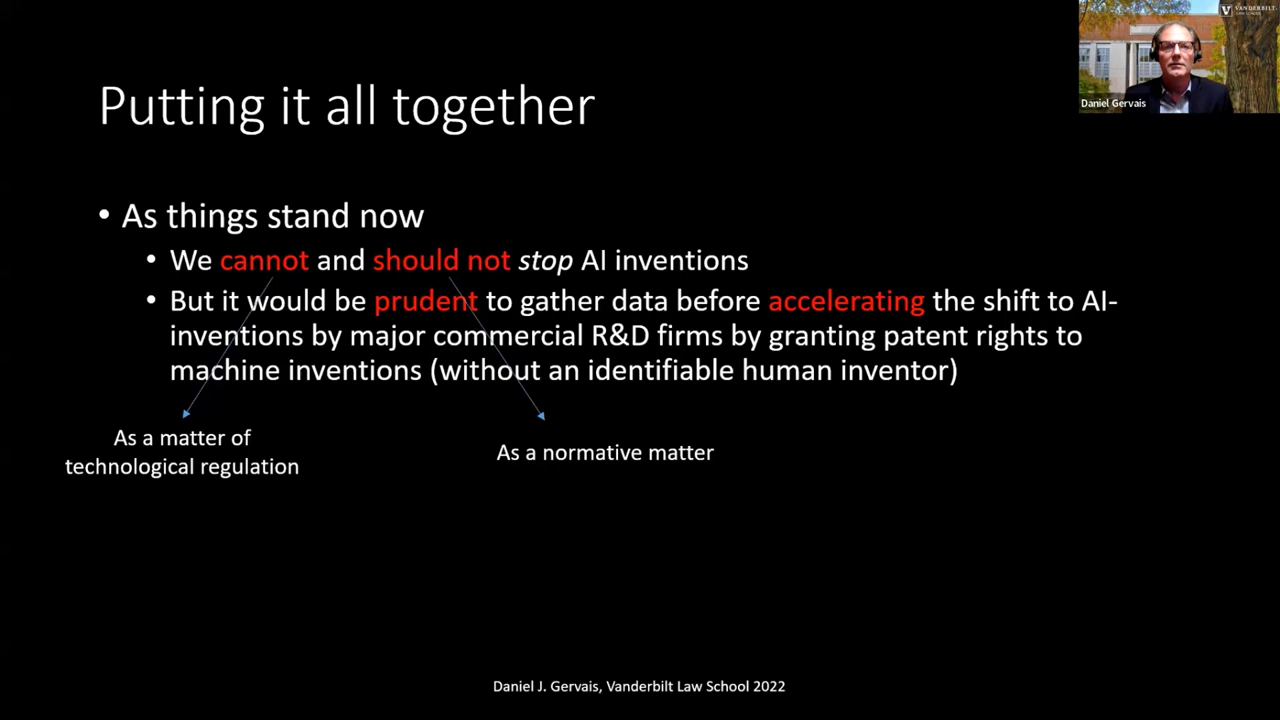 VANDERBILT
Daniel Gervais
Putting it all together
• As things stand now
• We cannot and should not stop AI inventions
• But it would be prudent to gather data before accelerating the shift to AI-
inventions by major commercial R&D firms by granting patent rights to
machine inventions (without an identifiable human inventor)
As a matter of
technological regulation
As a normative matter
Daniel J. Gervais, Vanderbilt Law School 2022